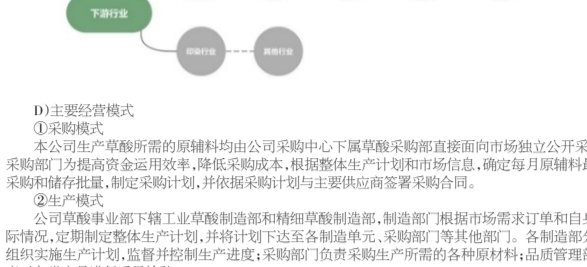 下游行业
印染行业
其他行业
D)主要经营模式
①采购模式
本公司生产草酸所需的原辅料均由公司采购中心下属草酸采购部直接面向市场独立公开采
采购部门为提高资金运用效率,降低采购成本,根据整体生产计划和市场信息,确定每月原辅料最
采购和储存批量,制定采购计划,并依据采购计划与主要供应商签署采购合同。
②生产模式
公司草酸事业部下辖工业草酸制造部和精细草酸制造部,制造部门根据市场需求订单和自身
际情况,定期制定整体生产计划,并将计划下达至各制造单元、采购部门等其他部门。各制造部分
组织实施生产计划,监督并控制生产进度;采购部门负责采购生产所需的各种原材料;品质管理部